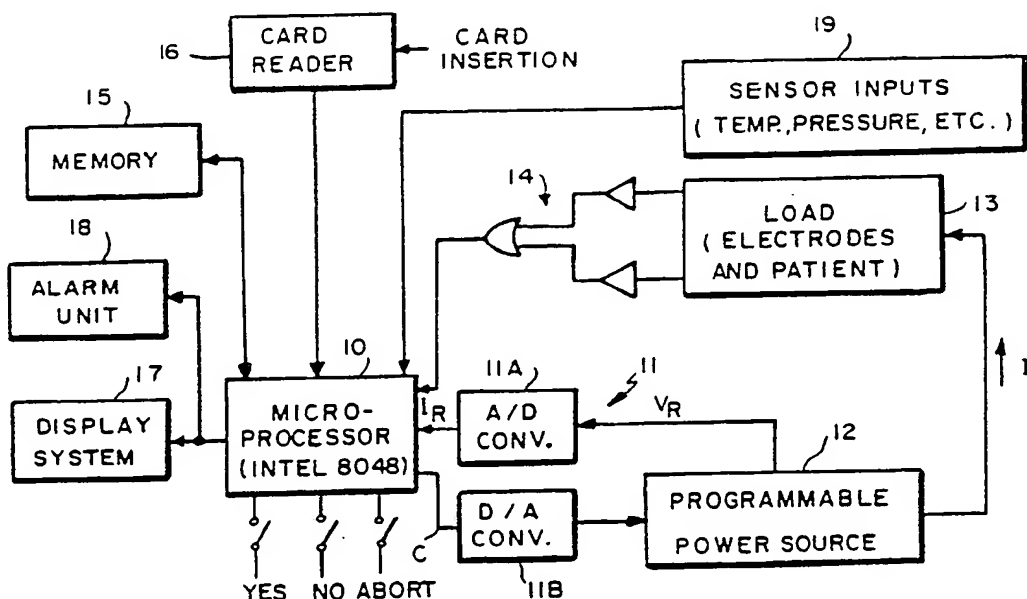 16
CARD
READER
CARD
INSERTION
19
SENSOR INPUTS
( TEMP., PRESSURE, ETC. )
15
MEMORY
14
LOAD
( ELECTRODES
AND PATIENT )
13
18
ALARM
UNIT
10
11A
11
I
17
DISPLAY
SYSTEM
MICRO-
PROCESSOR
(INTEL 8048)
I_R
A/D
CONV.
V_R
12
PROGRAMMABLE
POWER SOURCE
C
D/A
CONV.
11B
YES NO ABORT